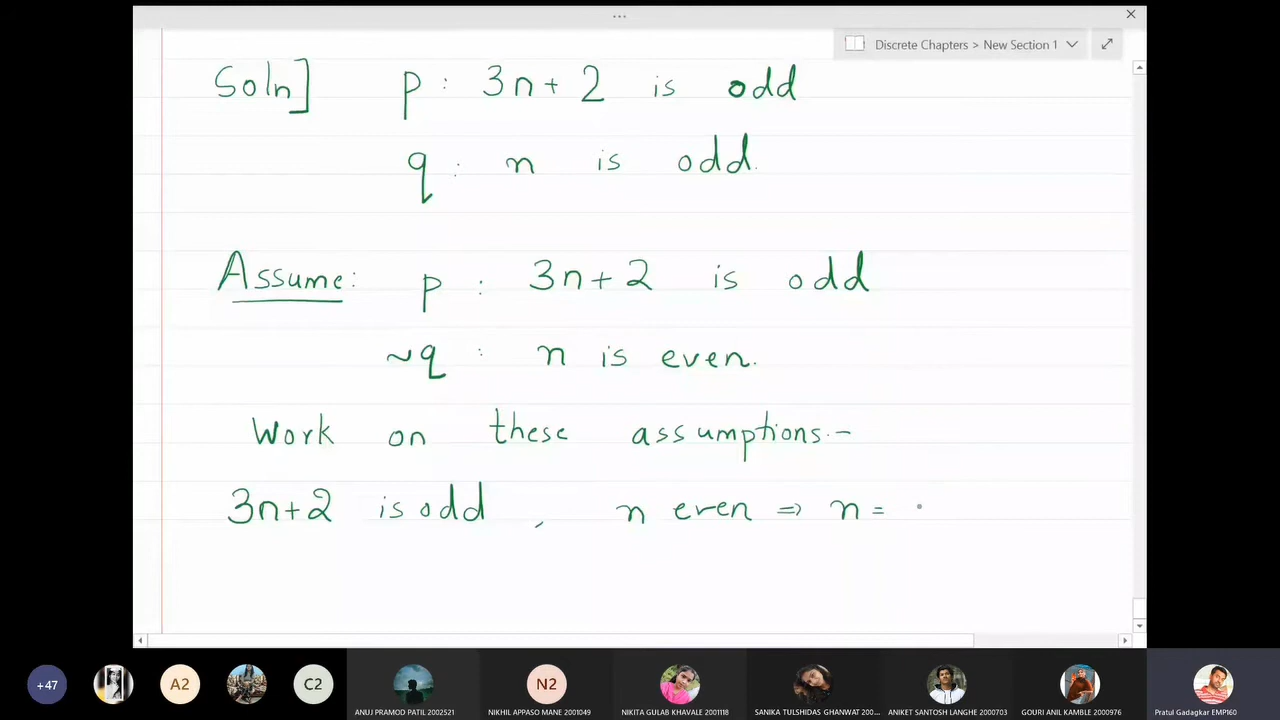 Discrete Chapters > New Section 1
Soln] p : 3n + 2 is odd
q : n is odd.
Assume: p : 3n + 2 is odd
~q : n is even.
Work on these assumptions.-
3n+2 is odd , n even => n =
+47
A2
C2
ANUJ PRAMOD PATIL 2002521
N2
NIKHIL APPASO MANE 2001049
NIKITA GULAB KHAVALE 2001118
SANIKA TULSHIDAS GHANWAT 200...
ANIKET SANTOSH LANGHE 2000703
GOURI ANIL KAMBLE 2000976
Pratul Gadagkar EMP160